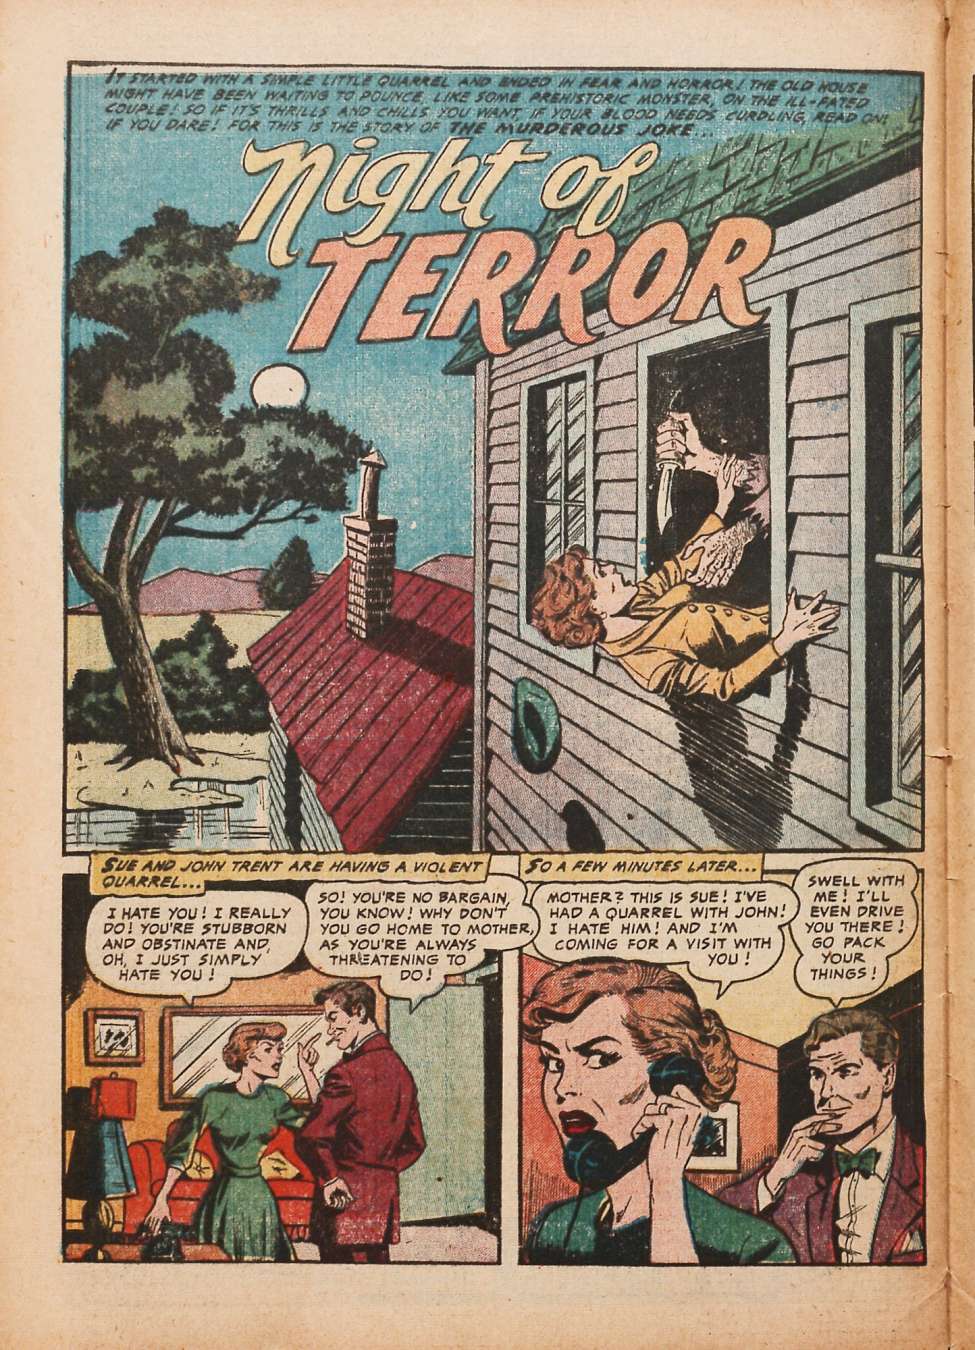 IT STARTED WITH A SIMPLE LITTLE QUARREL AND ENDED IN FEAR AND HORROR! THE OLD HOUSE
MIGHT HAVE BEEN WAITING TO POUNCE, LIKE SOME PREHISTORIC MONSTER, ON THE ILL-FATED
COUPLE! SO IF IT'S THRILLS AND CHILLS YOU WANT, IF YOUR BLOOD NEEDS CURDLING, READ ON!
IF YOU DARE! FOR THIS IS THE STORY OF THE MURDEROUS JOKE...
Night of
TERROR
SUE AND JOHN TRENT ARE HAVING A VIOLENT
QUARREL...
I HATE YOU! I REALLY
DO! YOU'RE STUBBORN
AND OBSTINATE AND,
OH, I JUST SIMPLY
HATE YOU!
SO! YOU'RE NO BARGAIN,
YOU KNOW! WHY DON'T
YOU GO HOME TO MOTHER,
AS YOU'RE ALWAYS
THREATENING TO
DO!
SO A FEW MINUTES LATER...
MOTHER? THIS IS SUE! I'VE
HAD A QUARREL WITH JOHN!
I HATE HIM! AND I'M
COMING FOR A VISIT WITH
YOU!
SWELL WITH
ME! I'LL
EVEN DRIVE
YOU THERE!
GO PACK
YOUR
THINGS!